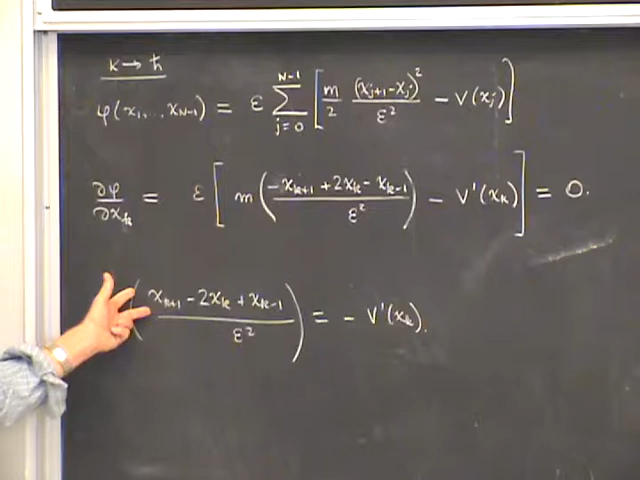 k → ℏ
φ(x₁,..., x_{N-1}) = ε ∑_{j=0}^{N-1} [ m/2 (x_{j+1} - x_j)²/ε² - V(x_j) ]
∂φ/∂x_k = ε [ m ( (-x_{k+1} + 2x_k - x_{k-1})/ε² ) - V'(x_k) ] = 0.
( (x_{k+1} - 2x_k + x_{k-1})/ε² ) = - V'(x_k).